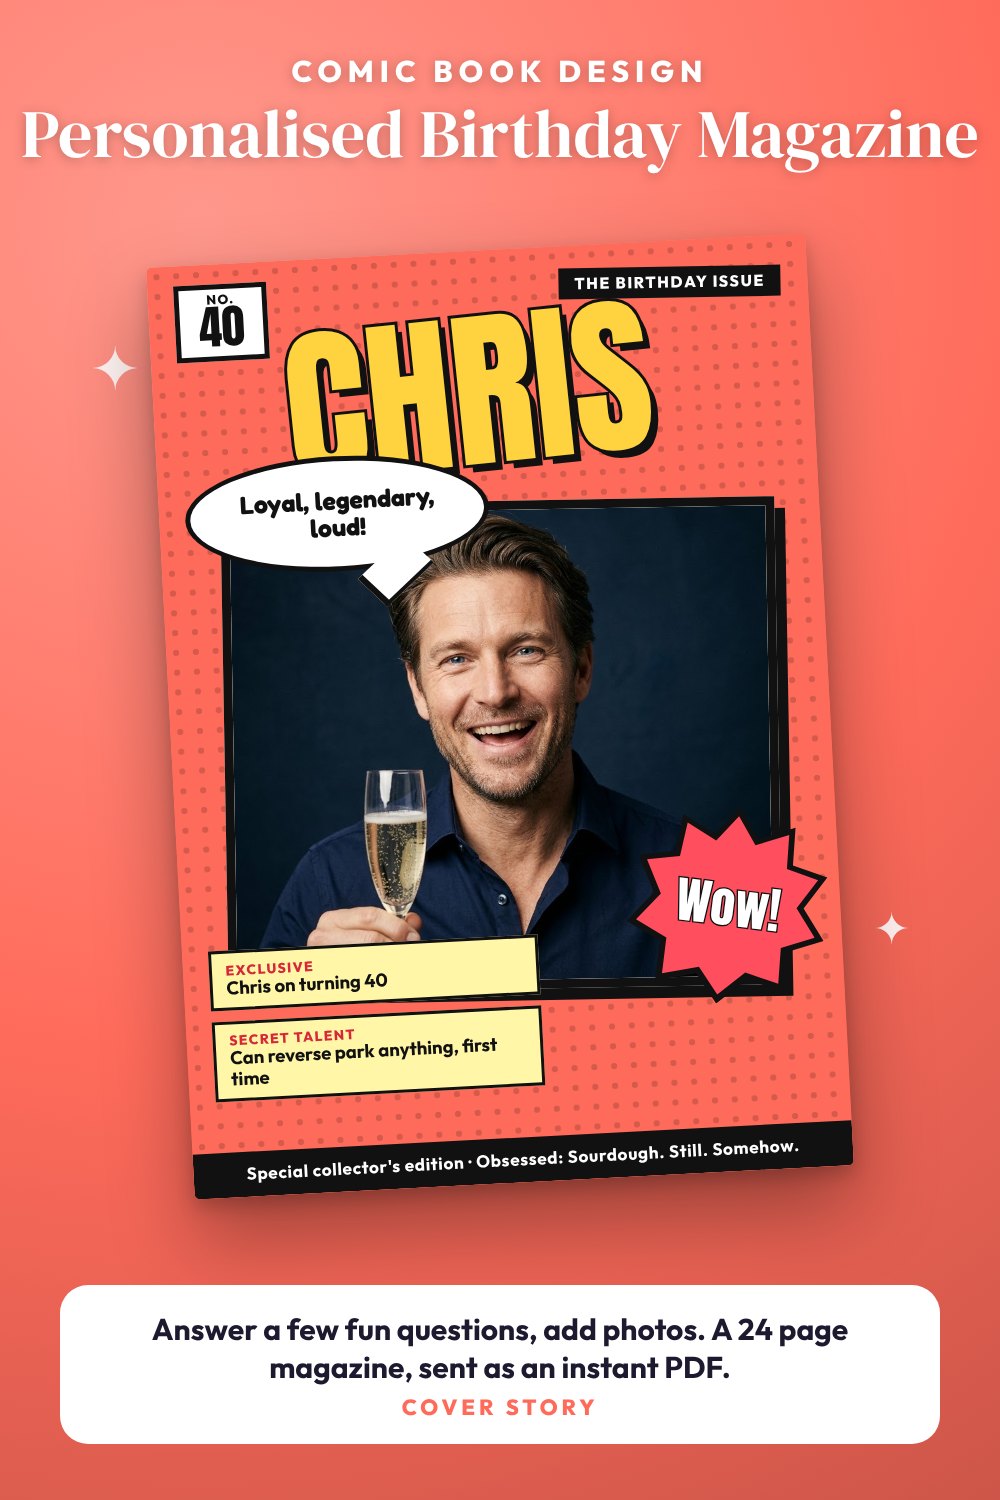 COMIC BOOK DESIGN
Personalised Birthday Magazine
NO.
40
THE BIRTHDAY ISSUE
CHRIS
Loyal, legendary,
loud!
Wow!
EXCLUSIVE
Chris on turning 40
SECRET TALENT
Can reverse park anything, first
time
Special collector's edition · Obsessed: Sourdough. Still. Somehow.
Answer a few fun questions, add photos. A 24 page
magazine, sent as an instant PDF.
COVER STORY